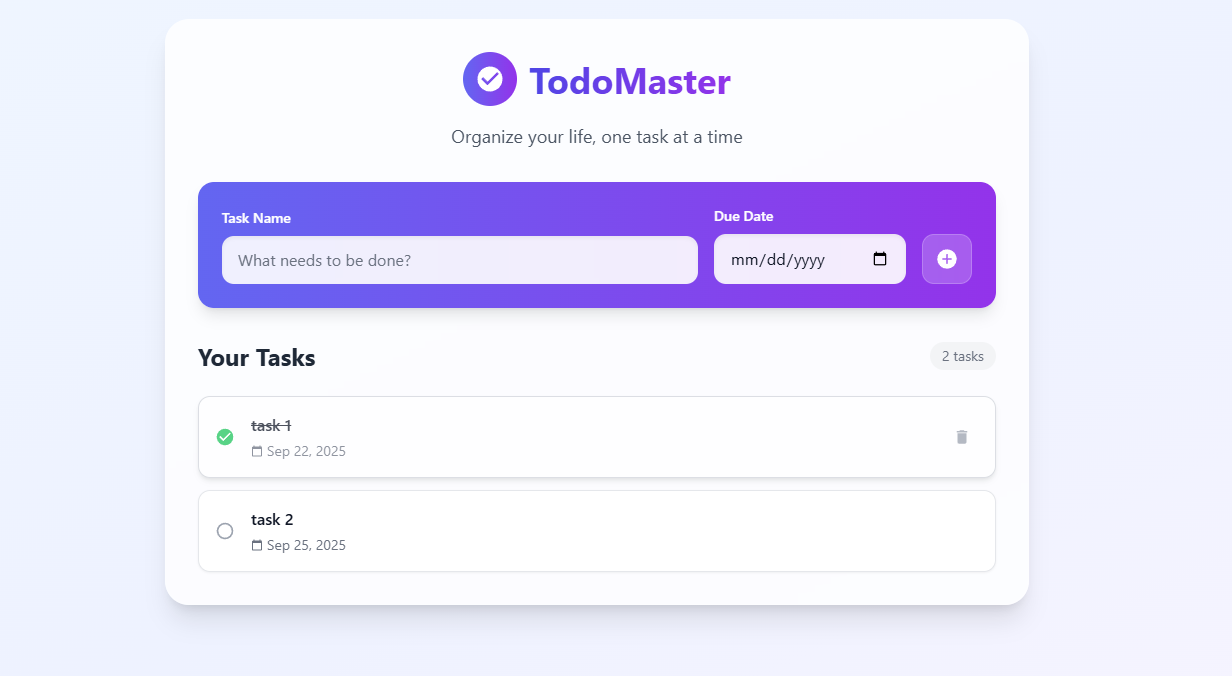 TodoMaster
Organize your life, one task at a time
Task Name
Due Date
What needs to be done?
mm/dd/yyyy
Your Tasks
2 tasks
task 1
Sep 22, 2025
task 2
Sep 25, 2025